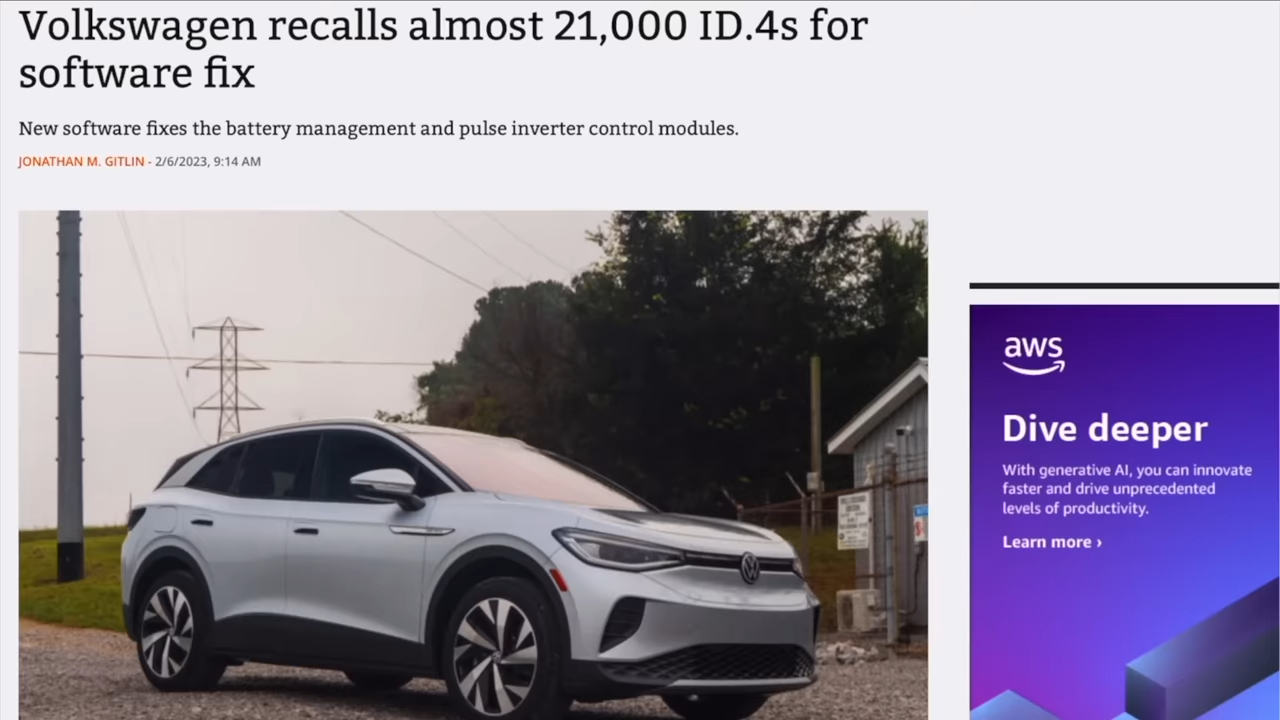 Volkswagen recalls almost 21,000 ID.4s for
software fix
New software fixes the battery management and pulse inverter control modules.
JONATHAN M. GITLIN - 2/6/2023, 9:14 AM
aws
Dive deeper
With generative AI, you can innovate
faster and drive unprecedented
levels of productivity.
Learn more ›